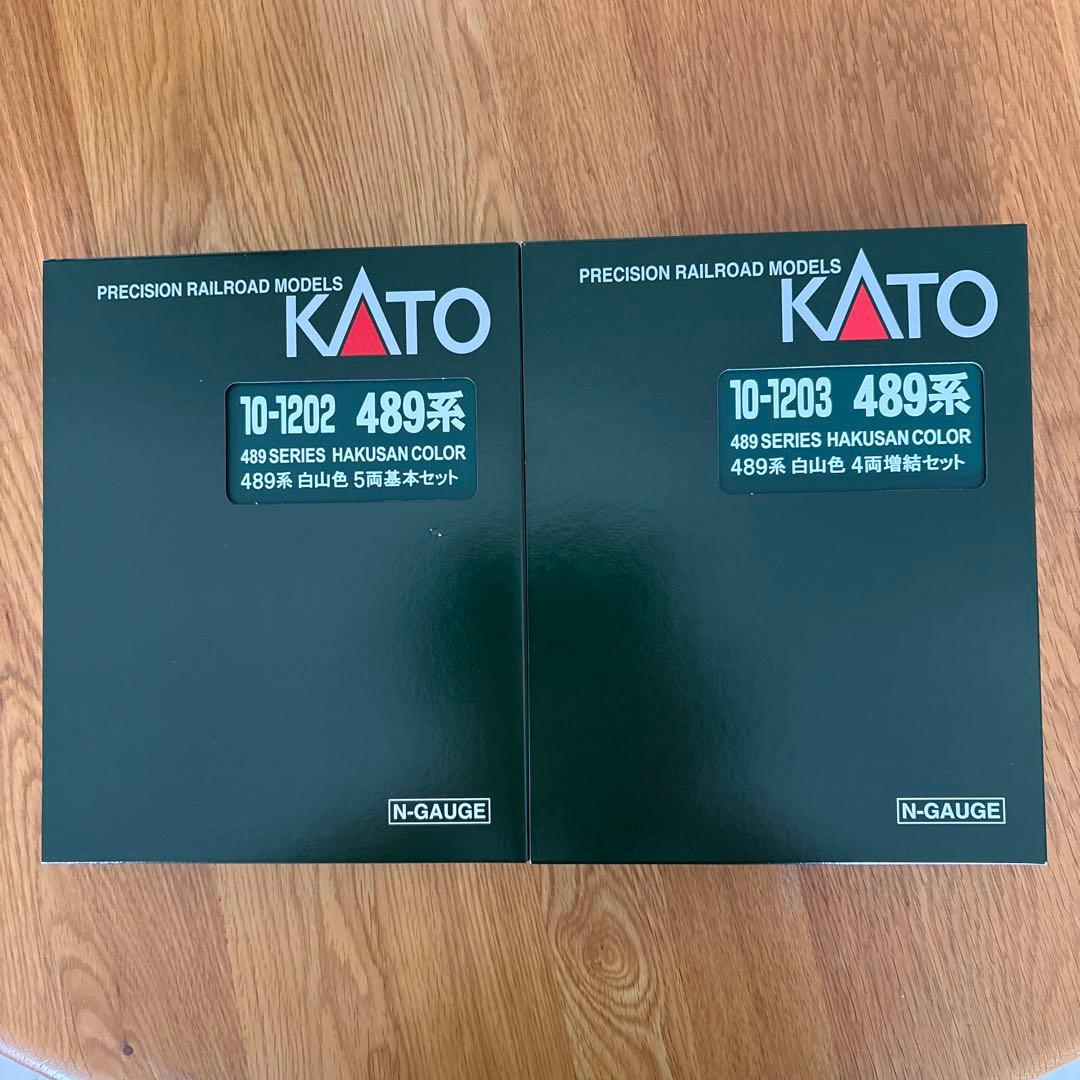 PRECISION RAILROAD MODELS
KATO
10-1202 489系
489 SERIES HAKUSAN COLOR
489系 白山色 5両基本セット
N-GAUGE
PRECISION RAILROAD MODELS
KATO
10-1203 489系
489 SERIES HAKUSAN COLOR
489系 白山色 4両増結セット
N-GAUGE